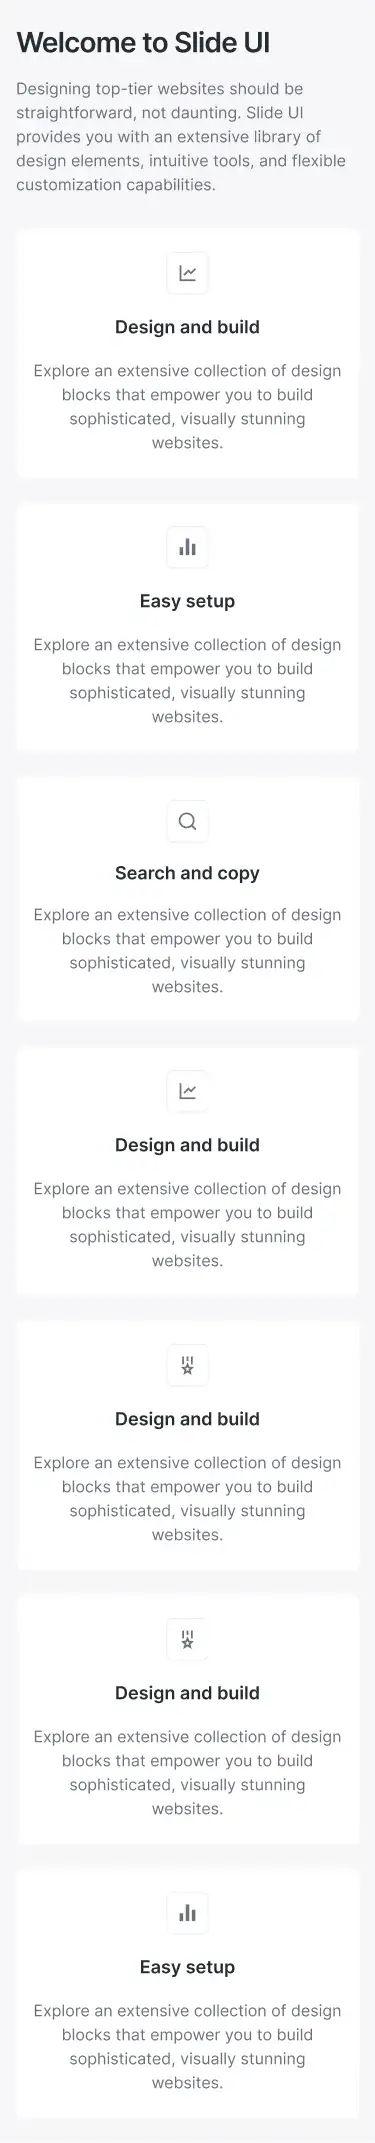 Welcome to Slide UI
Designing top-tier websites should be
straightforward, not daunting. Slide UI
provides you with an extensive library of
design elements, intuitive tools, and flexible
customization capabilities.
Design and build
Explore an extensive collection of design
blocks that empower you to build
sophisticated, visually stunning
websites.
Easy setup
Explore an extensive collection of design
blocks that empower you to build
sophisticated, visually stunning
websites.
Search and copy
Explore an extensive collection of design
blocks that empower you to build
sophisticated, visually stunning
websites.
Design and build
Explore an extensive collection of design
blocks that empower you to build
sophisticated, visually stunning
websites.
Design and build
Explore an extensive collection of design
blocks that empower you to build
sophisticated, visually stunning
websites.
Design and build
Explore an extensive collection of design
blocks that empower you to build
sophisticated, visually stunning
websites.
Easy setup
Explore an extensive collection of design
blocks that empower you to build
sophisticated, visually stunning
websites.